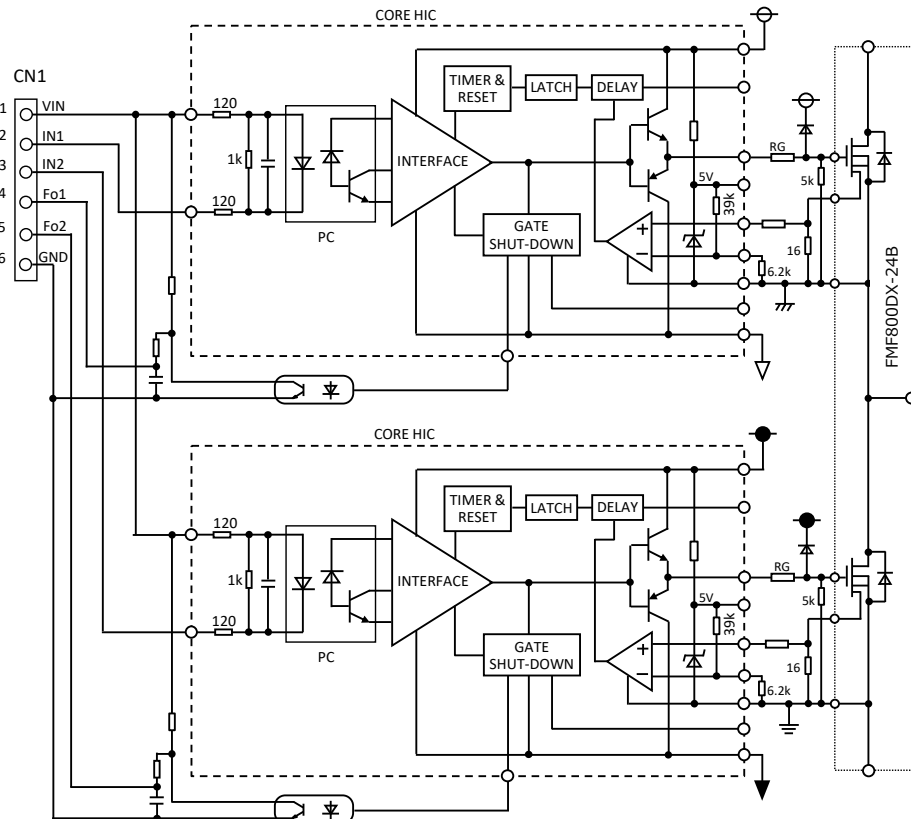 CORE HIC
CN1
1 VIN
2 IN1
3 IN2
4 Fo1
5 Fo2
6 GND
120
1k
120
PC
INTERFACE
TIMER &
RESET
LATCH
DELAY
GATE
SHUT-DOWN
5V
39k
+
−
6.2k
RG
5k
16
FMF800DX-24B
CORE HIC
120
1k
120
PC
INTERFACE
TIMER &
RESET
LATCH
DELAY
GATE
SHUT-DOWN
5V
39k
+
−
6.2k
RG
5k
16